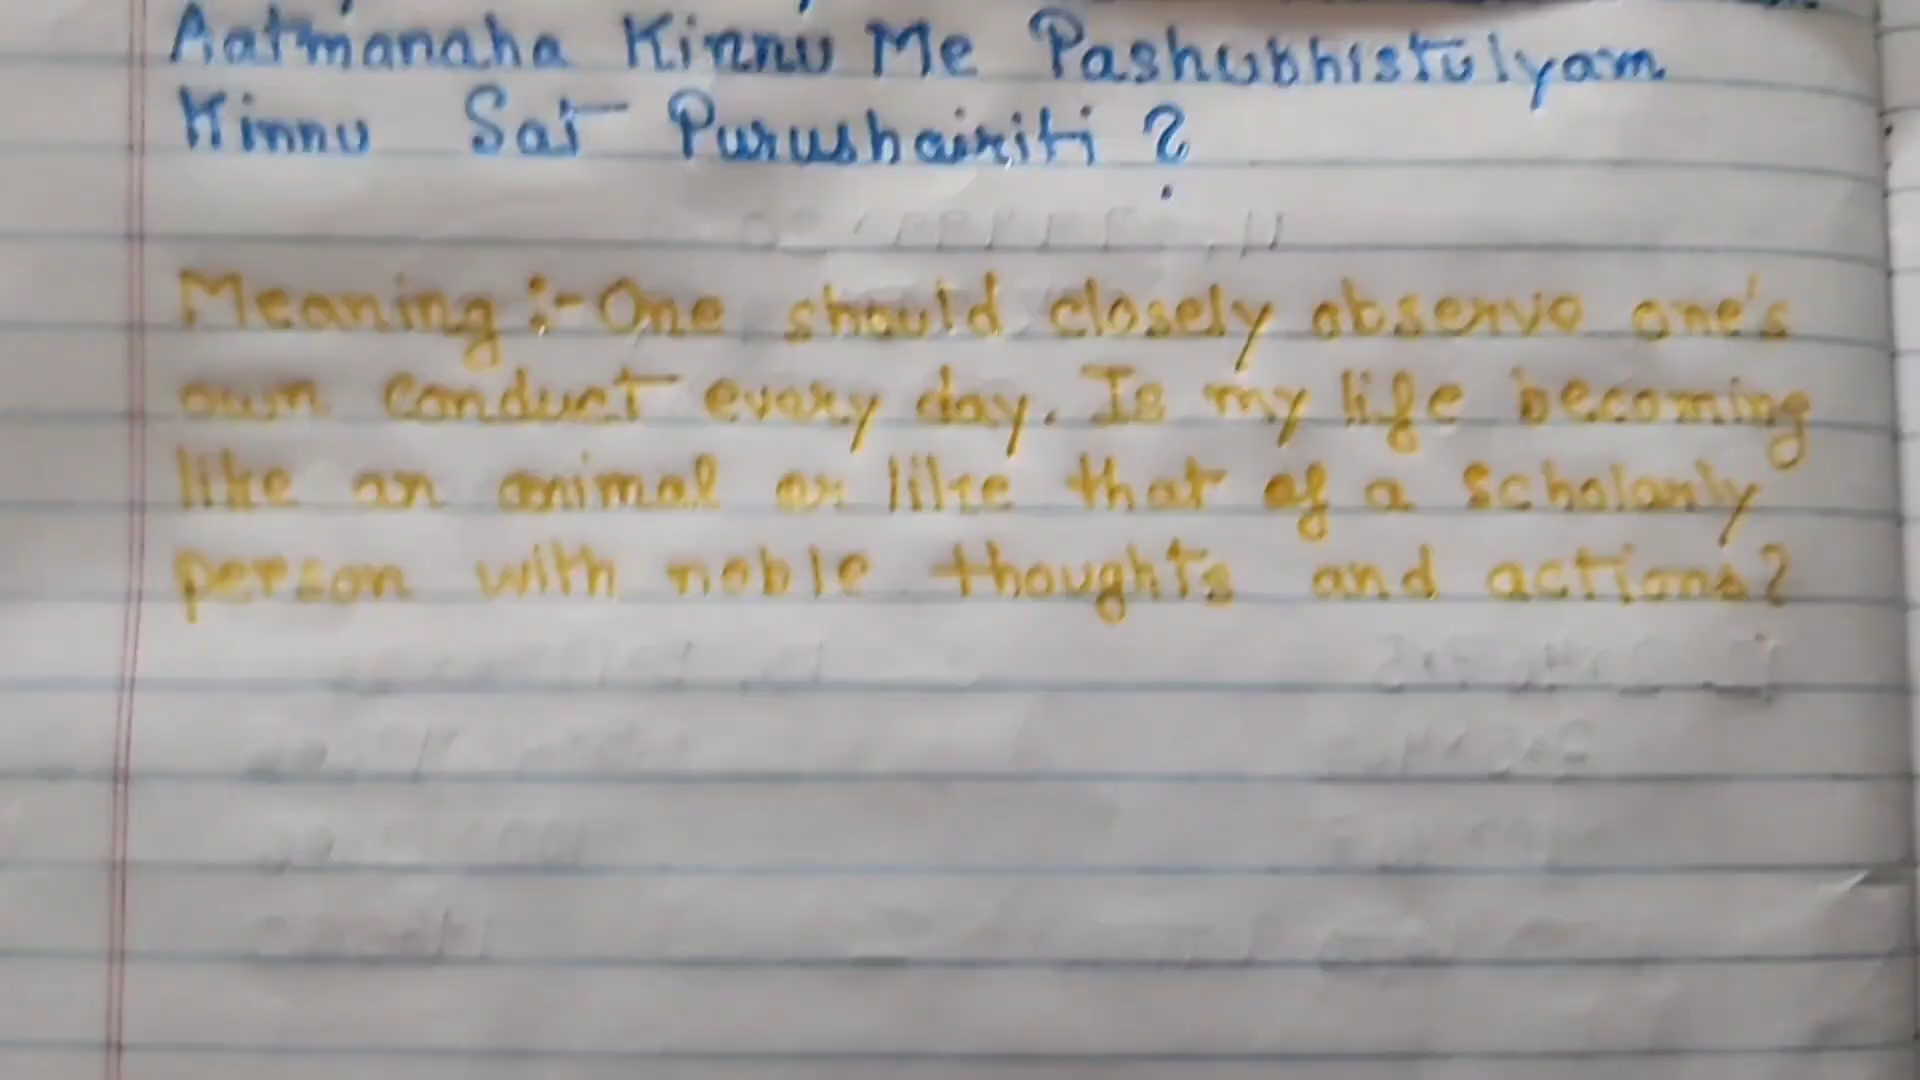 Aatmanaha Kinnu Me Pashubhistulyam
Kinnu Sat Purushairiti ?
Meaning :- One should closely observe one's
own conduct every day. Is my life becoming
like an animal or like that of a scholarly
person with noble thoughts and actions?